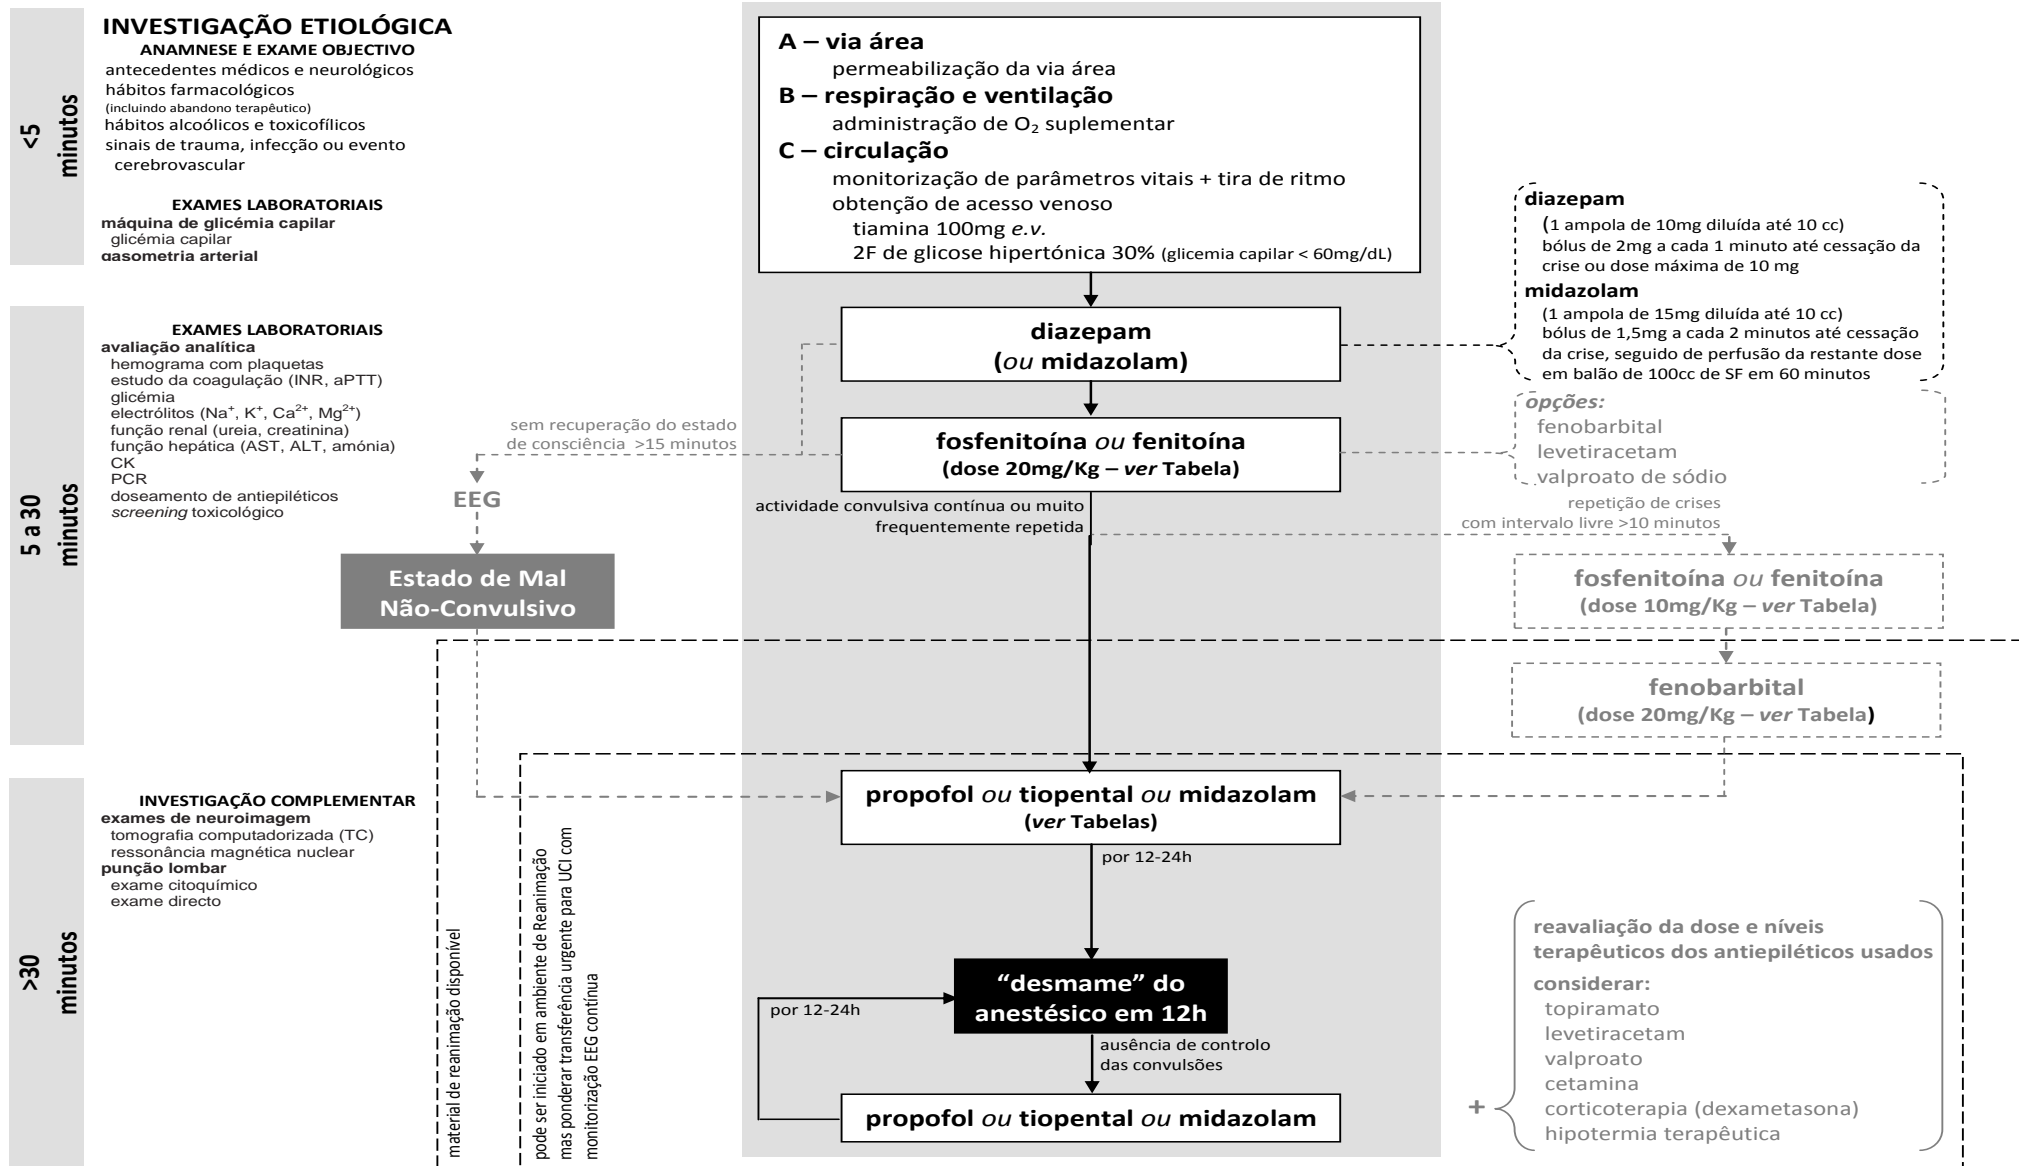 INVESTIGAÇÃO ETIOLÓGICA
ANAMNESE E EXAME OBJECTIVO
antecedentes médicos e neurológicos
hábitos farmacológicos
(incluindo abandono terapêutico)
hábitos alcoólicos e toxicofílicos
sinais de trauma, infecção ou evento
cerebrovascular
EXAMES LABORATORIAIS
máquina de glicémia capilar
glicémia capilar
gasometria arterial
<5
minutos
A – via área
permeabilização da via área
B – respiração e ventilação
administração de O₂ suplementar
C – circulação
monitorização de parâmetros vitais + tira de ritmo
obtenção de acesso venoso
tiamina 100mg e.v.
2F de glicose hipertónica 30% (glicemia capilar < 60mg/dL)
diazepam
(1 ampola de 10mg diluída até 10 cc)
bólus de 2mg a cada 1 minuto até cessação da
crise ou dose máxima de 10 mg
midazolam
(1 ampola de 15mg diluída até 10 cc)
bólus de 1,5mg a cada 2 minutos até cessação
da crise, seguido de perfusão da restante dose
em balão de 100cc de SF em 60 minutos
5 a 30
minutos
EXAMES LABORATORIAIS
avaliação analítica
hemograma com plaquetas
estudo da coagulação (INR, aPTT)
glicémia
electrólitos (Na⁺, K⁺, Ca²⁺, Mg²⁺)
função renal (ureia, creatinina)
função hepática (AST, ALT, amónia)
CK
PCR
doseamento de antiepiléticos
screening toxicológico
diazepam
(ou midazolam)
sem recuperação do estado
de consciência >15 minutos
EEG
Estado de Mal
Não-Convulsivo
fosfenitoína ou fenitoína
(dose 20mg/Kg – ver Tabela)
opções:
fenobarbital
levetiracetam
valproato de sódio
actividade convulsiva contínua ou muito
frequentemente repetida
repetição de crises
com intervalo livre >10 minutos
fosfenitoína ou fenitoína
(dose 10mg/Kg – ver Tabela)
fenobarbital
(dose 20mg/Kg – ver Tabela)
>30
minutos
INVESTIGAÇÃO COMPLEMENTAR
exames de neuroimagem
tomografia computadorizada (TC)
ressonância magnética nuclear
punção lombar
exame citoquímico
exame directo
material de reanimação disponível
pode ser iniciado em ambiente de Reanimação
mas ponderar transferência urgente para UCI com
monitorização EEG contínua
propofol ou tiopental ou midazolam
(ver Tabelas)
por 12-24h
“desmame” do
anestésico em 12h
por 12-24h
ausência de controlo
das convulsões
propofol ou tiopental ou midazolam
+
reavaliação da dose e níveis
terapêuticos dos antiepiléticos usados
considerar:
topiramato
levetiracetam
valproato
cetamina
corticoterapia (dexametasona)
hipotermia terapêutica